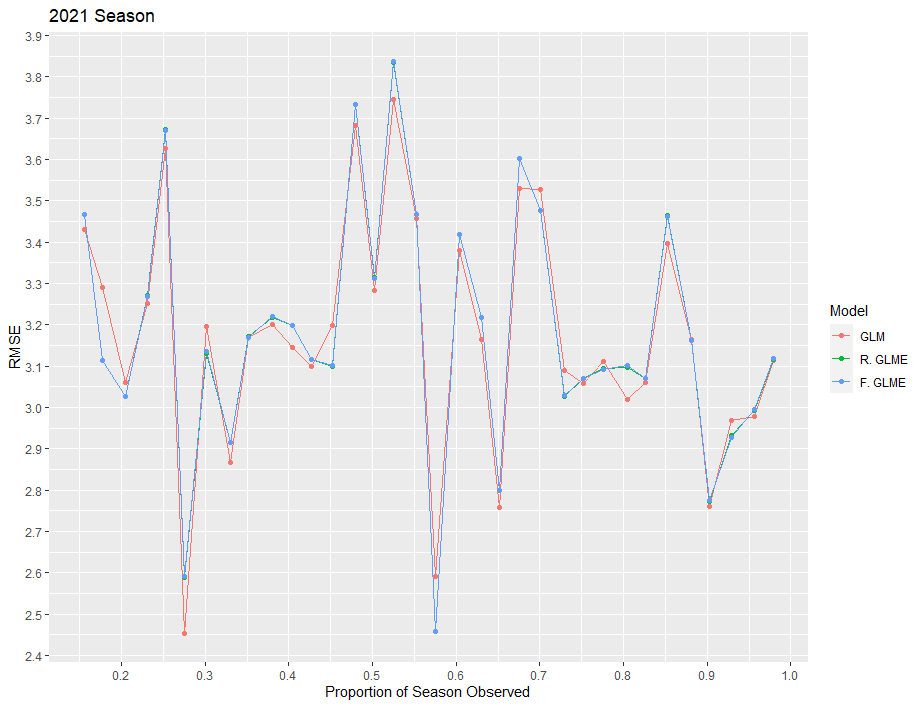 2021 Season
3.9
3.8
3.7
3.6
3.5
3.4
3.3
3.2
3.1
3.0
2.9
2.8
2.7
2.6
2.5
2.4
RMSE
0.2 0.3 0.4 0.5 0.6 0.7 0.8 0.9 1.0
Proportion of Season Observed
Model
GLM
R. GLME
F. GLME